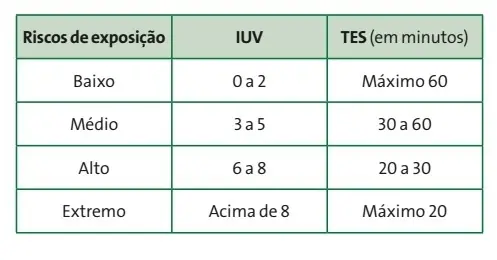 Riscos de exposição IUV TES (em minutos)
Baixo 0 a 2 Máximo 60
Médio 3 a 5 30 a 60
Alto 6 a 8 20 a 30
Extremo Acima de 8 Máximo 20